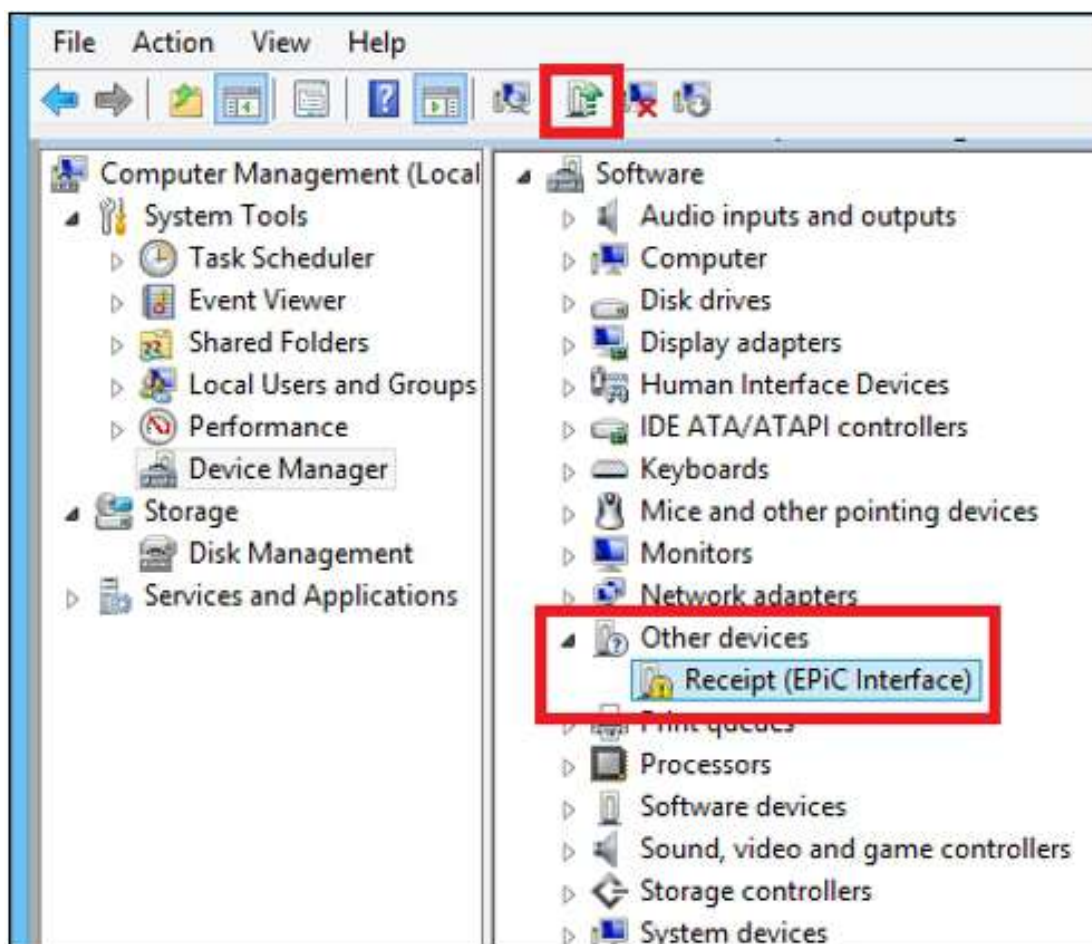 File Action View Help
Computer Management (Local
System Tools
Task Scheduler
Event Viewer
Shared Folders
Local Users and Groups
Performance
Device Manager
Storage
Disk Management
Services and Applications
Software
Audio inputs and outputs
Computer
Disk drives
Display adapters
Human Interface Devices
IDE ATA/ATAPI controllers
Keyboards
Mice and other pointing devices
Monitors
Network adapters
Other devices
Receipt (EPiC Interface)
Print queues
Processors
Software devices
Sound, video and game controllers
Storage controllers
System devices